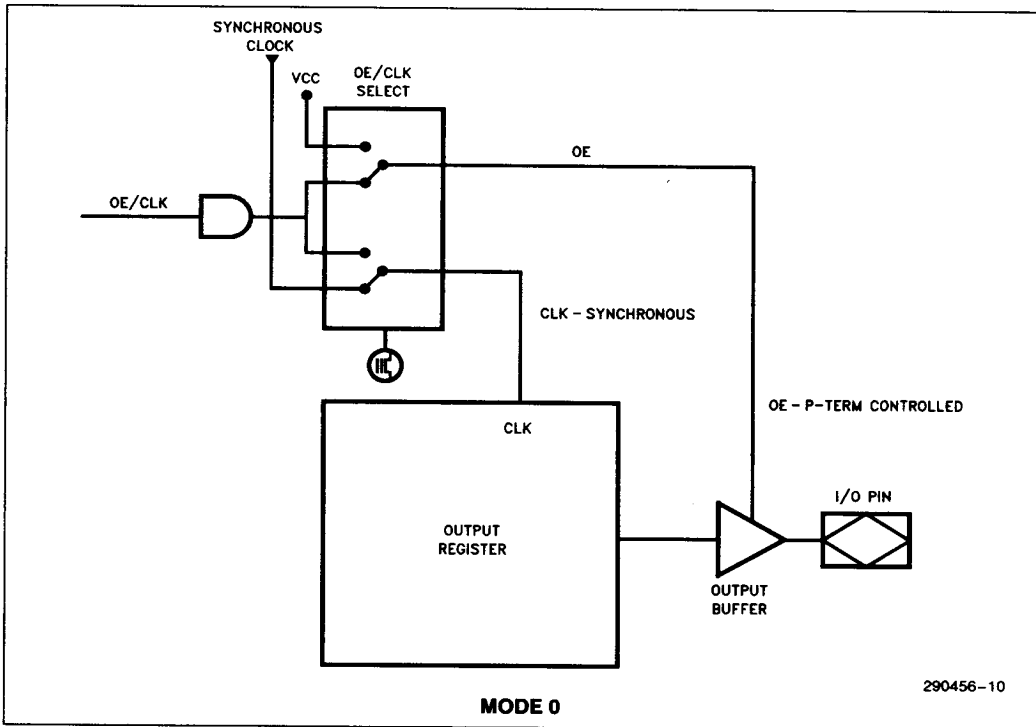 SYNCHRONOUS
CLOCK
VCC
OE/CLK
SELECT
OE
OE/CLK
CLK – SYNCHRONOUS
OE – P-TERM CONTROLLED
CLK
I/O PIN
OUTPUT
REGISTER
OUTPUT
BUFFER
290456–10
MODE 0